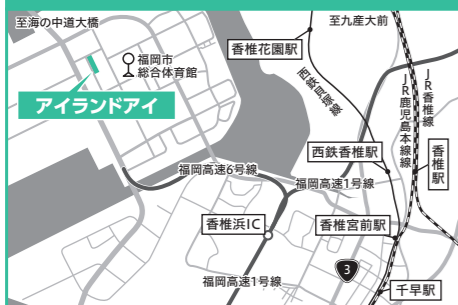 至海の中道大橋
至九産大前
福岡市
総合体育館
アイランドアイ
香椎花園駅
西鉄貝塚線
JR香椎線
JR鹿児島本線線
香椎駅
西鉄香椎駅
福岡高速6号線
福岡高速1号線
香椎浜IC
香椎宮前駅
3
福岡高速1号線
千早駅